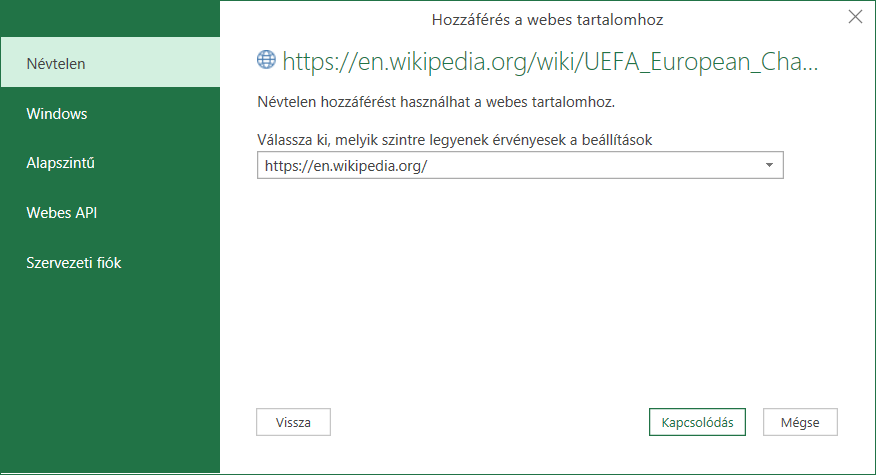 Hozzáférés a webes tartalomhoz
Névtelen
Windows
Alapszintű
Webes API
Szervezeti fiók
https://en.wikipedia.org/wiki/UEFA_European_Cha...
Névtelen hozzáférést használhat a webes tartalomhoz.
Válassza ki, melyik szintre legyenek érvényesek a beállítások
https://en.wikipedia.org/
Vissza
Kapcsolódás
Mégse